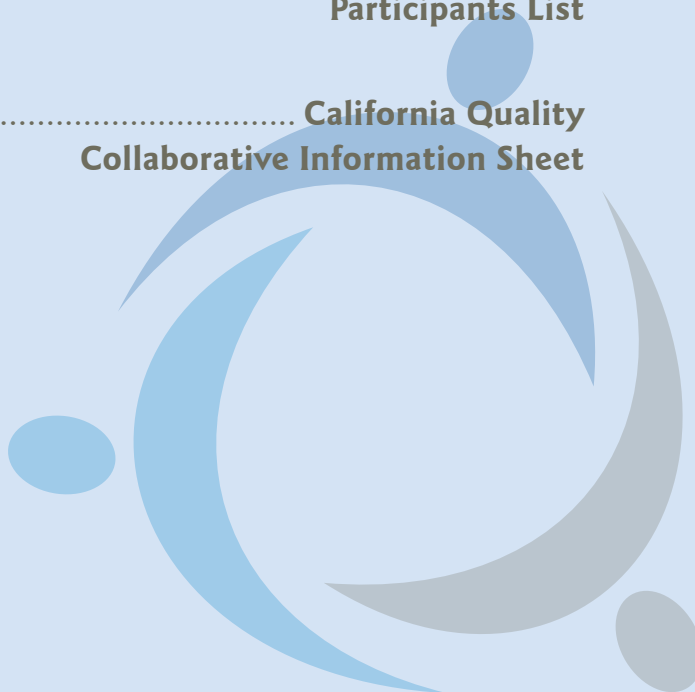 Participants List
................................ California Quality
Collaborative Information Sheet